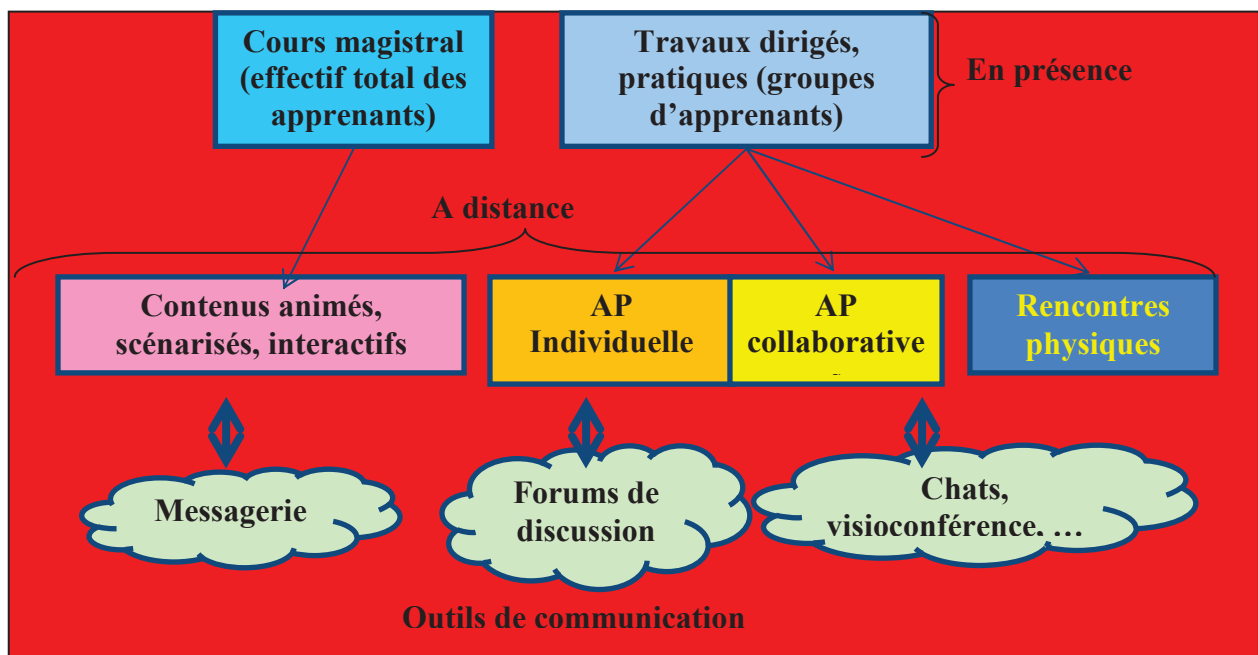 Cours magistral
(effectif total des
apprenants)
Travaux dirigés,
pratiques (groupes
d’apprenants)
En présence
A distance
Contenus animés,
scénarisés, interactifs
AP
Individuelle
AP
collaborative
Rencontres
physiques
Messagerie
Forums de
discussion
Chats,
visioconférence, …
Outils de communication